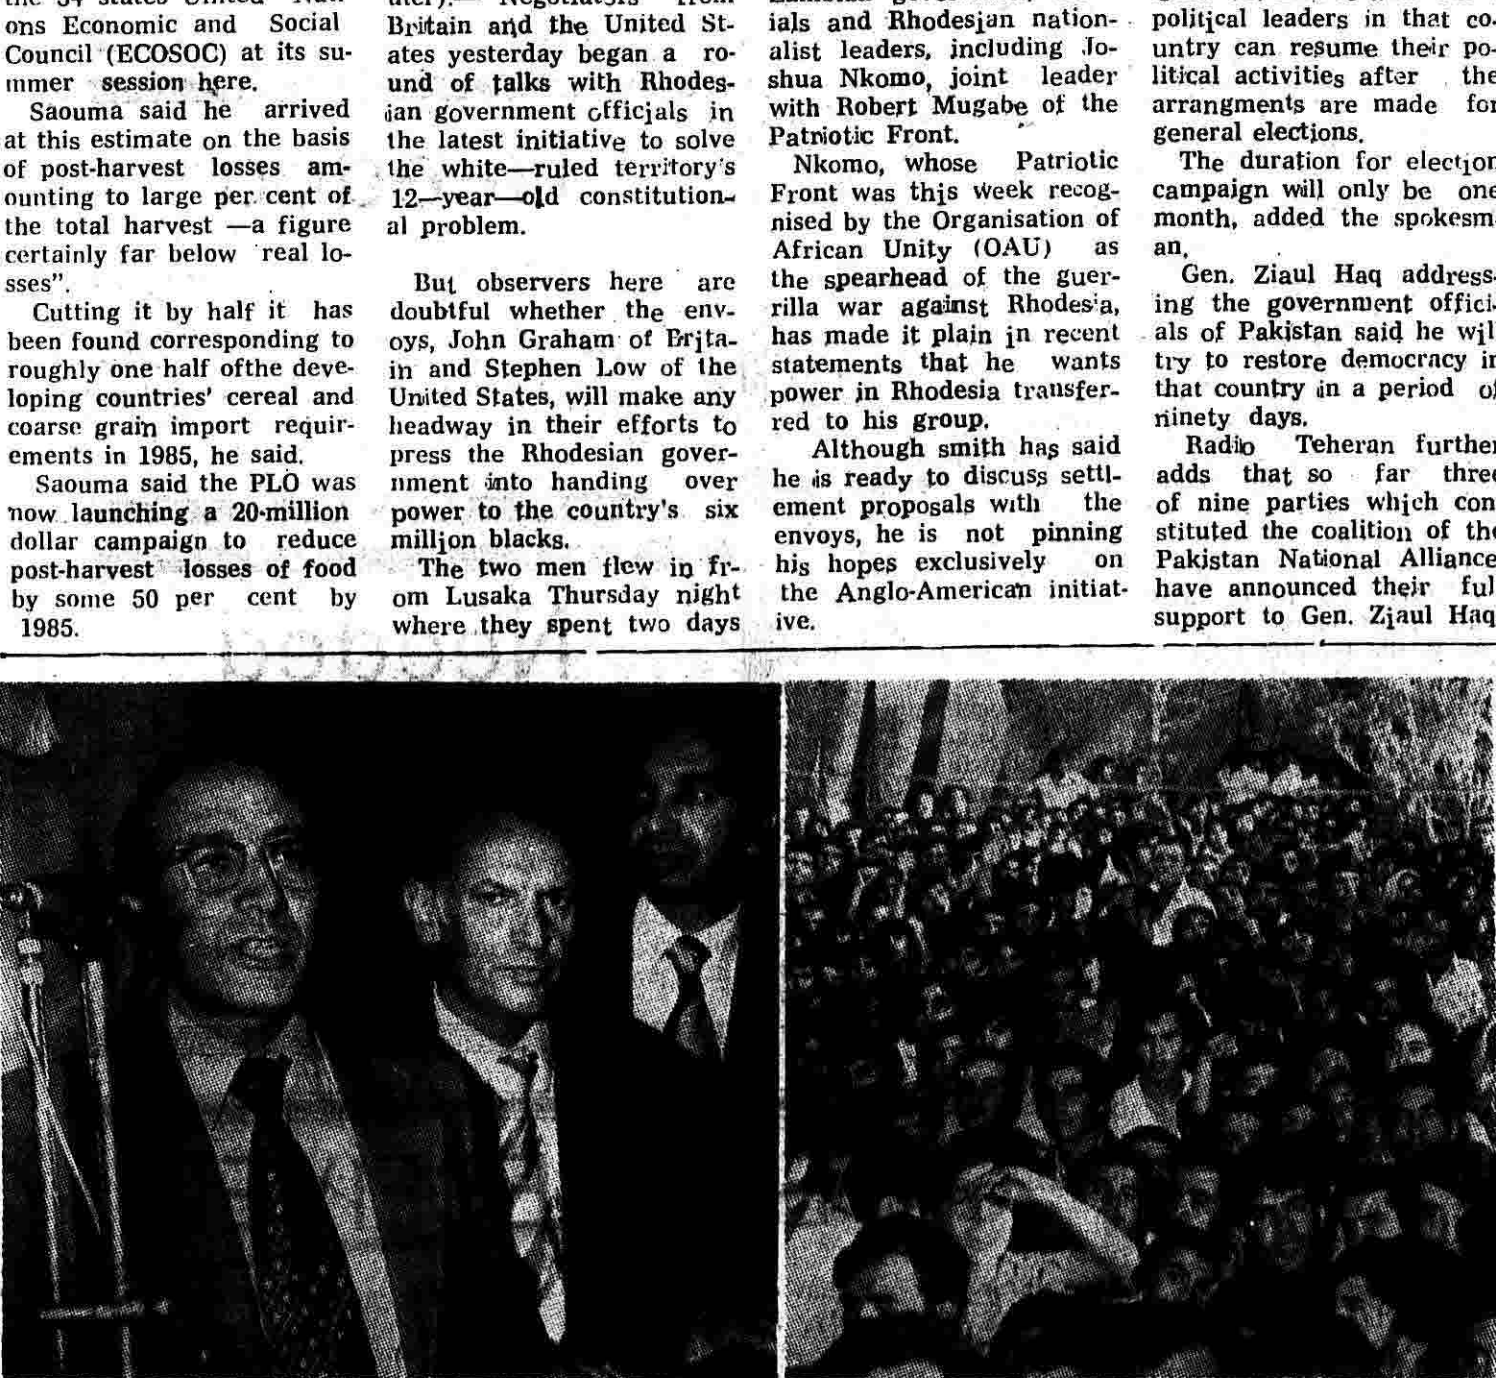 the 34 states United Nati-
ons Economic and Social
Council (ECOSOC) at its su-
mmer session here.
Saouma said he arrived
at this estimate on the basis
of post-harvest losses am-
ounting to large per cent of
the total harvest —a figure
certainly far below real lo-
sses".
Cutting it by half it has
been found corresponding to
roughly one half ofthe deve-
loping countries' cereal and
coarse grain import requir-
ements in 1985, he said.
Saouma said the PLO was
now launching a 20-million
dollar campaign to reduce
post-harvest losses of food
by some 50 per cent by
1985.
Negotiators from
Britain and the United St-
ates yesterday began a ro-
und of talks with Rhodes-
ian government officials in
the latest initiative to solve
the white—ruled territory's
12—year—old constitution-
al problem.
But observers here are
doubtful whether the env-
oys, John Graham of Brita-
in and Stephen Low of the
United States, will make any
headway in their efforts to
press the Rhodesian gover-
nment into handing over
power to the country's six
million blacks.
The two men flew in fr-
om Lusaka Thursday night
where they spent two days
ials and Rhodesian nation-
alist leaders, including Jo-
shua Nkomo, joint leader
with Robert Mugabe of the
Patriotic Front.
Nkomo, whose Patriotic
Front was this week recog-
nised by the Organisation of
African Unity (OAU) as
the spearhead of the guer-
rilla war against Rhodesia,
has made it plain in recent
statements that he wants
power in Rhodesia transfer-
red to his group.
Although smith has said
he is ready to discuss settl-
ement proposals with the
envoys, he is not pinning
his hopes exclusively on
the Anglo-American initiat-
ive.
political leaders in that co-
untry can resume their po-
litical activities after the
arrangments are made for
general elections.
The duration for election
campaign will only be one
month, added the spokesm
an.
Gen. Ziaul Haq address-
ing the government offici-
als of Pakistan said he wil
try to restore democracy in
that country in a period of
ninety days.
Radio Teheran further
adds that so far three
of nine parties which con
stituted the coalition of the
Pakistan National Alliance
have announced their ful
support to Gen. Ziaul Haq